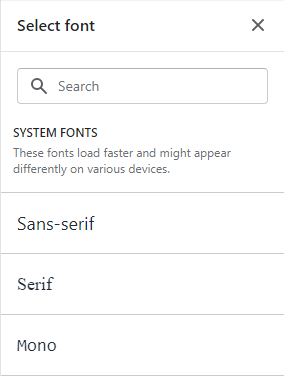 Select font
Search
SYSTEM FONTS
These fonts load faster and might appear
differently on various devices.
Sans-serif
Serif
Mono